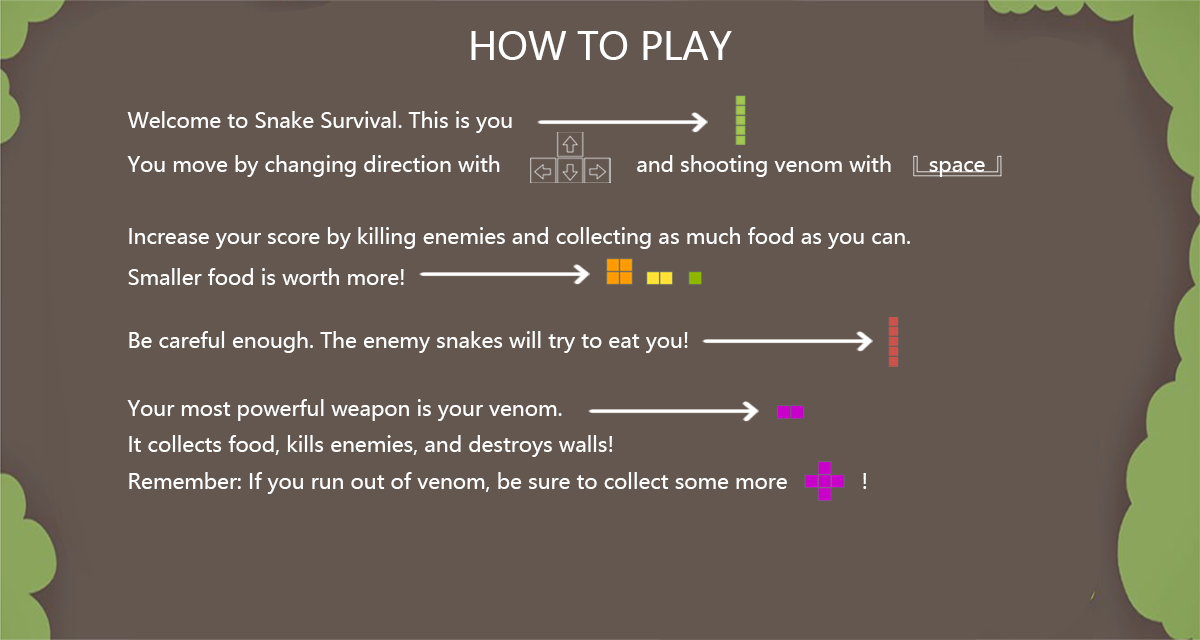 HOW TO PLAY
Welcome to Snake Survival. This is you
You move by changing direction with and shooting venom with space
Increase your score by killing enemies and collecting as much food as you can.
Smaller food is worth more!
Be careful enough. The enemy snakes will try to eat you!
Your most powerful weapon is your venom.
It collects food, kills enemies, and destroys walls!
Remember: If you run out of venom, be sure to collect some more !